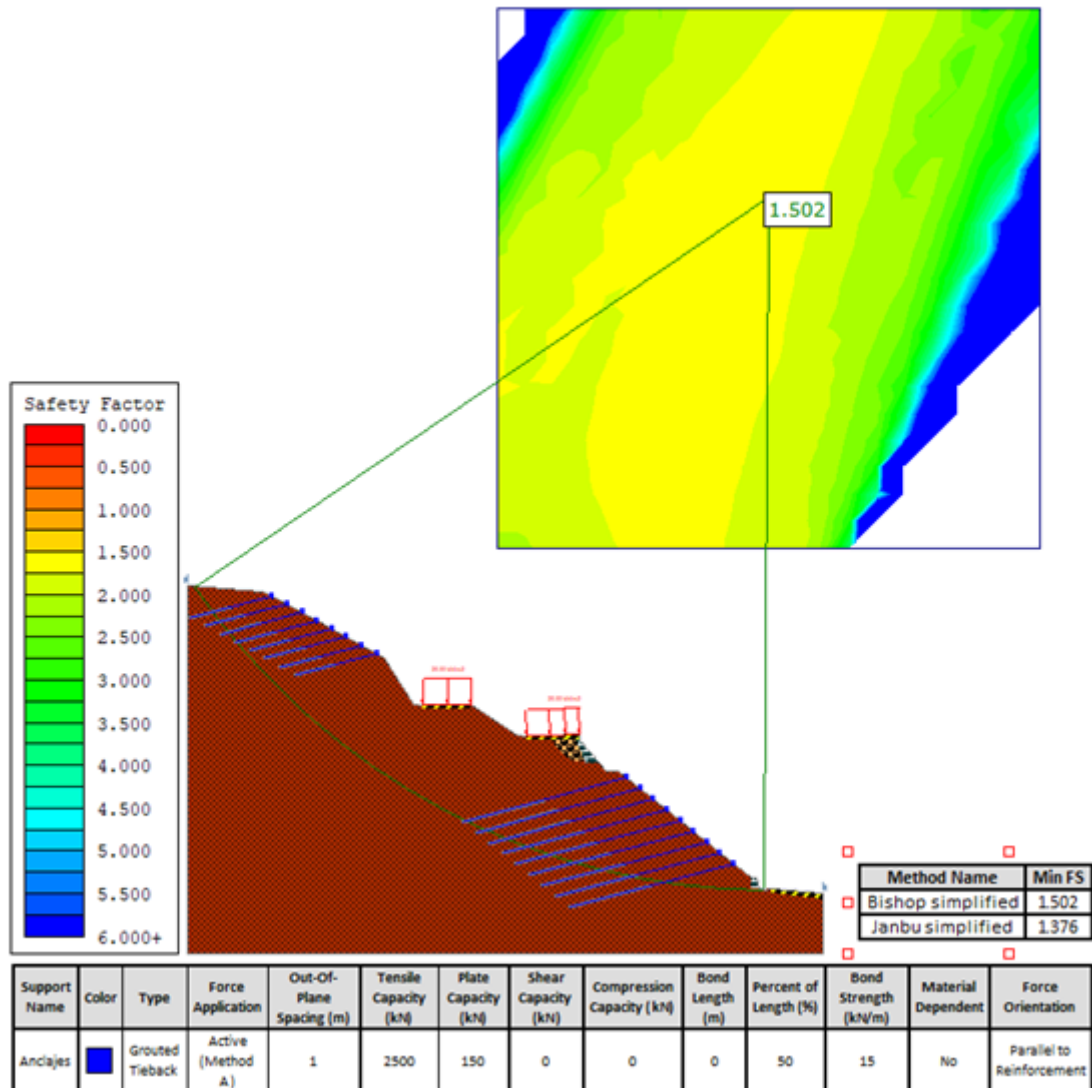 1.502
Safety Factor
0.000
0.500
1.000
1.500
2.000
2.500
3.000
3.500
4.000
4.500
5.000
5.500
6.000+
Method Name Min FS
Bishop simplified 1.502
Janbu simplified 1.376
Support Name Color Type Force Application Out-Of-Plane Spacing (m) Tensile Capacity (kN) Plate Capacity (kN) Shear Capacity (kN) Compression Capacity (kN) Bond Length (m) Percent of Length (%) Bond Strength (kN/m) Material Dependent Force Orientation
Anclajes Grouted Tieback Active (Method A) 1 2500 150 0 0 0 50 15 No Parallel to Reinforcement